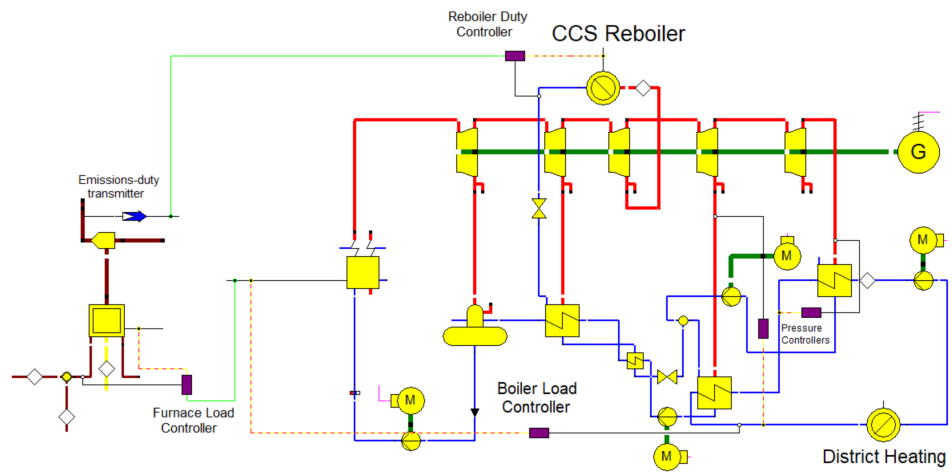 Reboiler Duty
Controller
CCS Reboiler
G
Emissions-duty
transmitter
M
M
Pressure
Controllers
Furnace Load
Controller
M
Boiler Load
Controller
M
District Heating